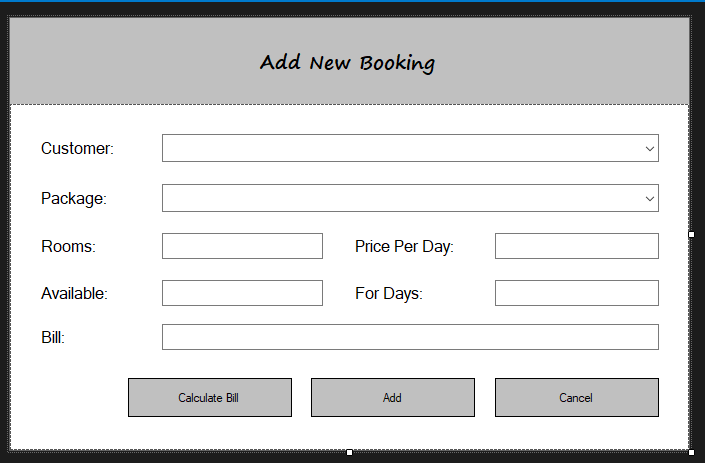 Add New Booking
Customer:
Package:
Rooms: Price Per Day:
Available: For Days:
Bill:
Calculate Bill Add Cancel